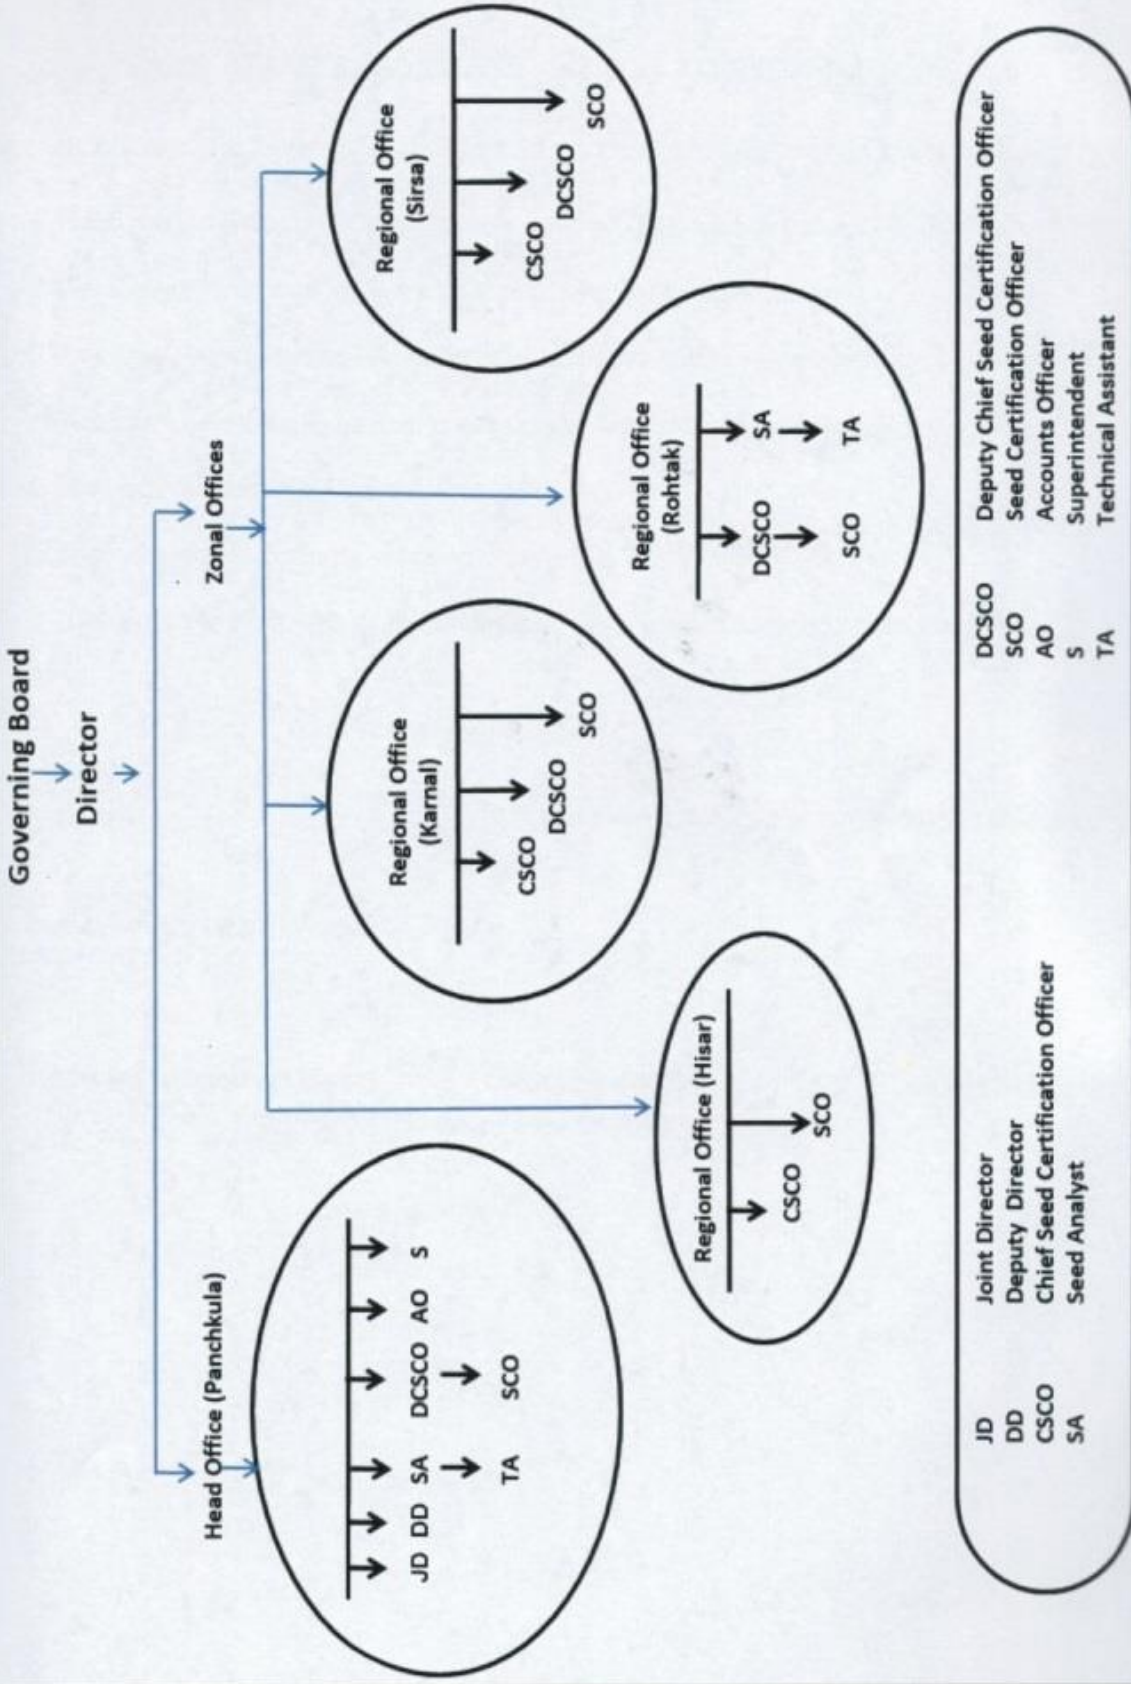 Governing Board
Director
Head Office (Panchkula)
Zonal Offices
JD DD SA DCSCO AO S
TA SCO
Regional Office (Hisar)
CSCO
SCO
Regional Office
(Karnal)
CSCO
DCSCO
SCO
Regional Office
(Rohtak)
DCSCO SA
SCO TA
Regional Office
(Sirsa)
CSCO
DCSCO
SCO
JD Joint Director
DD Deputy Director
CSCO Chief Seed Certification Officer
SA Seed Analyst
DCSCO Deputy Chief Seed Certification Officer
SCO Seed Certification Officer
AO Accounts Officer
S Superintendent
TA Technical Assistant